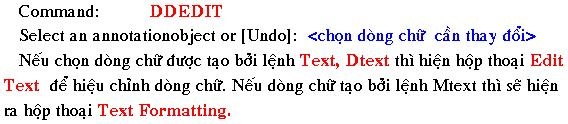 Command: DDEDIT
Select an annotationobject or [Undo]: <chọn dòng chữ cần thay đổi>
Nếu chọn dòng chữ được tạo bởi lệnh Text, Dtext thì hiện hộp thoại Edit
Text để hiệu chỉnh dòng chữ. Nếu dòng chữ tạo bởi lệnh Mtext thì sẽ hiện
ra hộp thoại Text Formatting.